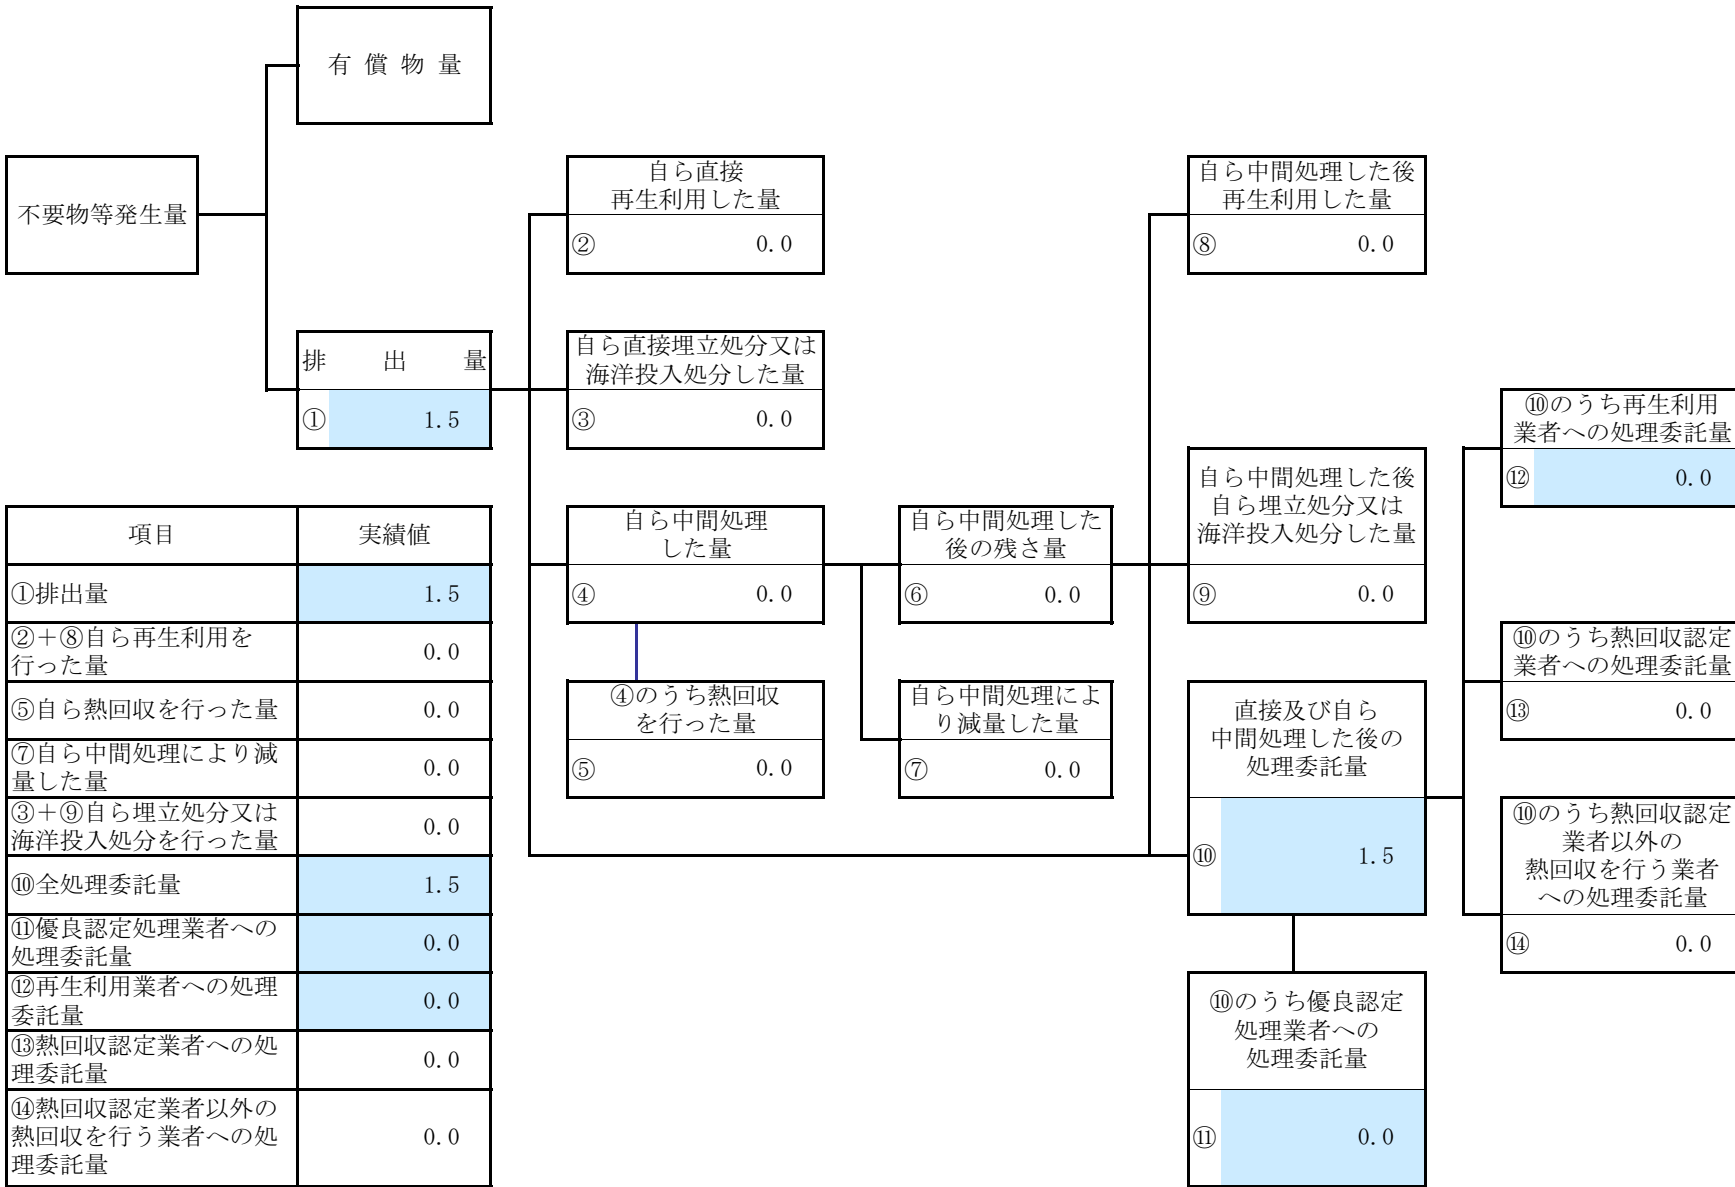 有償物量
不要物等発生量
自ら直接
再生利用した量
② 0.0
自ら中間処理した後
再生利用した量
⑧ 0.0
排出量
① 1.5
自ら直接埋立処分又は
海洋投入処分した量
③ 0.0
⑩のうち再生利用
業者への処理委託量
⑫ 0.0
自ら中間処理
した量
④ 0.0
自ら中間処理した
後の残さ量
⑥ 0.0
自ら中間処理した後
自ら埋立処分又は
海洋投入処分した量
⑨ 0.0
⑩のうち熱回収認定
業者への処理委託量
⑬ 0.0
④のうち熱回収
を行った量
⑤ 0.0
自ら中間処理によ
り減量した量
⑦ 0.0
直接及び自ら
中間処理した後の
処理委託量
⑩ 1.5
⑩のうち熱回収認定
業者以外の
熱回収を行う業者
への処理委託量
⑭ 0.0
⑩のうち優良認定
処理業者への
処理委託量
⑪ 0.0
項目 実績値
①排出量 1.5
②+⑧自ら再生利用を
行った量 0.0
⑤自ら熱回収を行った量 0.0
⑦自ら中間処理により減
量した量 0.0
③+⑨自ら埋立処分又は
海洋投入処分を行った量 0.0
⑩全処理委託量 1.5
⑪優良認定処理業者への
処理委託量 0.0
⑫再生利用業者への処理
委託量 0.0
⑬熱回収認定業者への処
理委託量 0.0
⑭熱回収認定業者以外の
熱回収を行う業者への処
理委託量 0.0